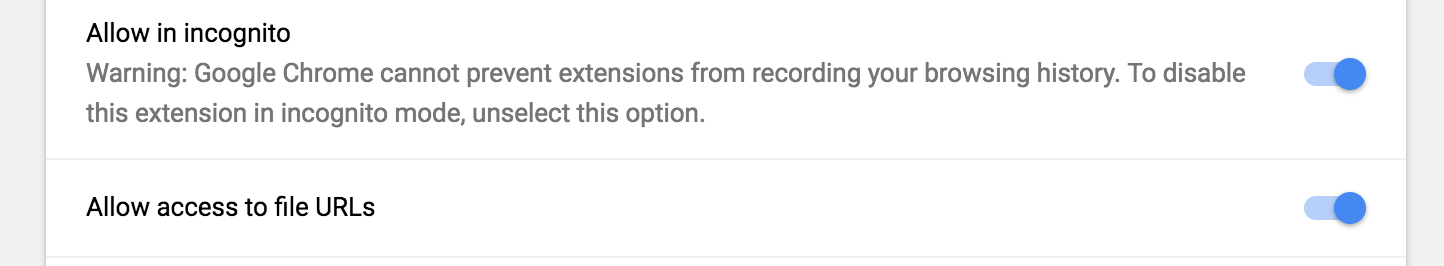 Allow in incognito
Warning: Google Chrome cannot prevent extensions from recording your browsing history. To disable
this extension in incognito mode, unselect this option.
Allow access to file URLs